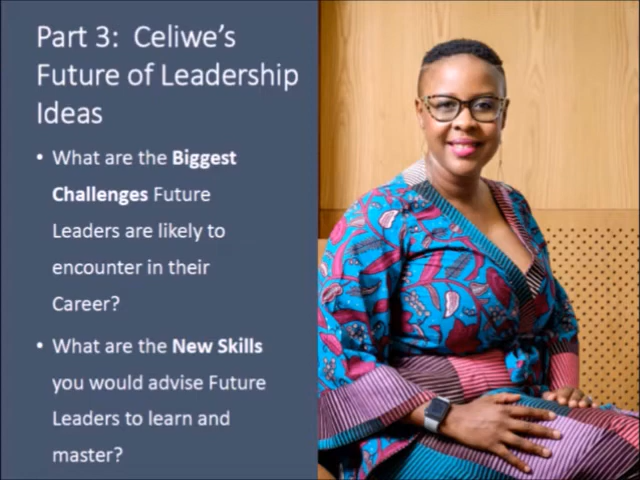 Part 3:  Celiwe’s
Future of Leadership
Ideas
• What are the Biggest
Challenges Future
Leaders are likely to
encounter in their
Career?
• What are the New Skills
you would advise Future
Leaders to learn and
master?